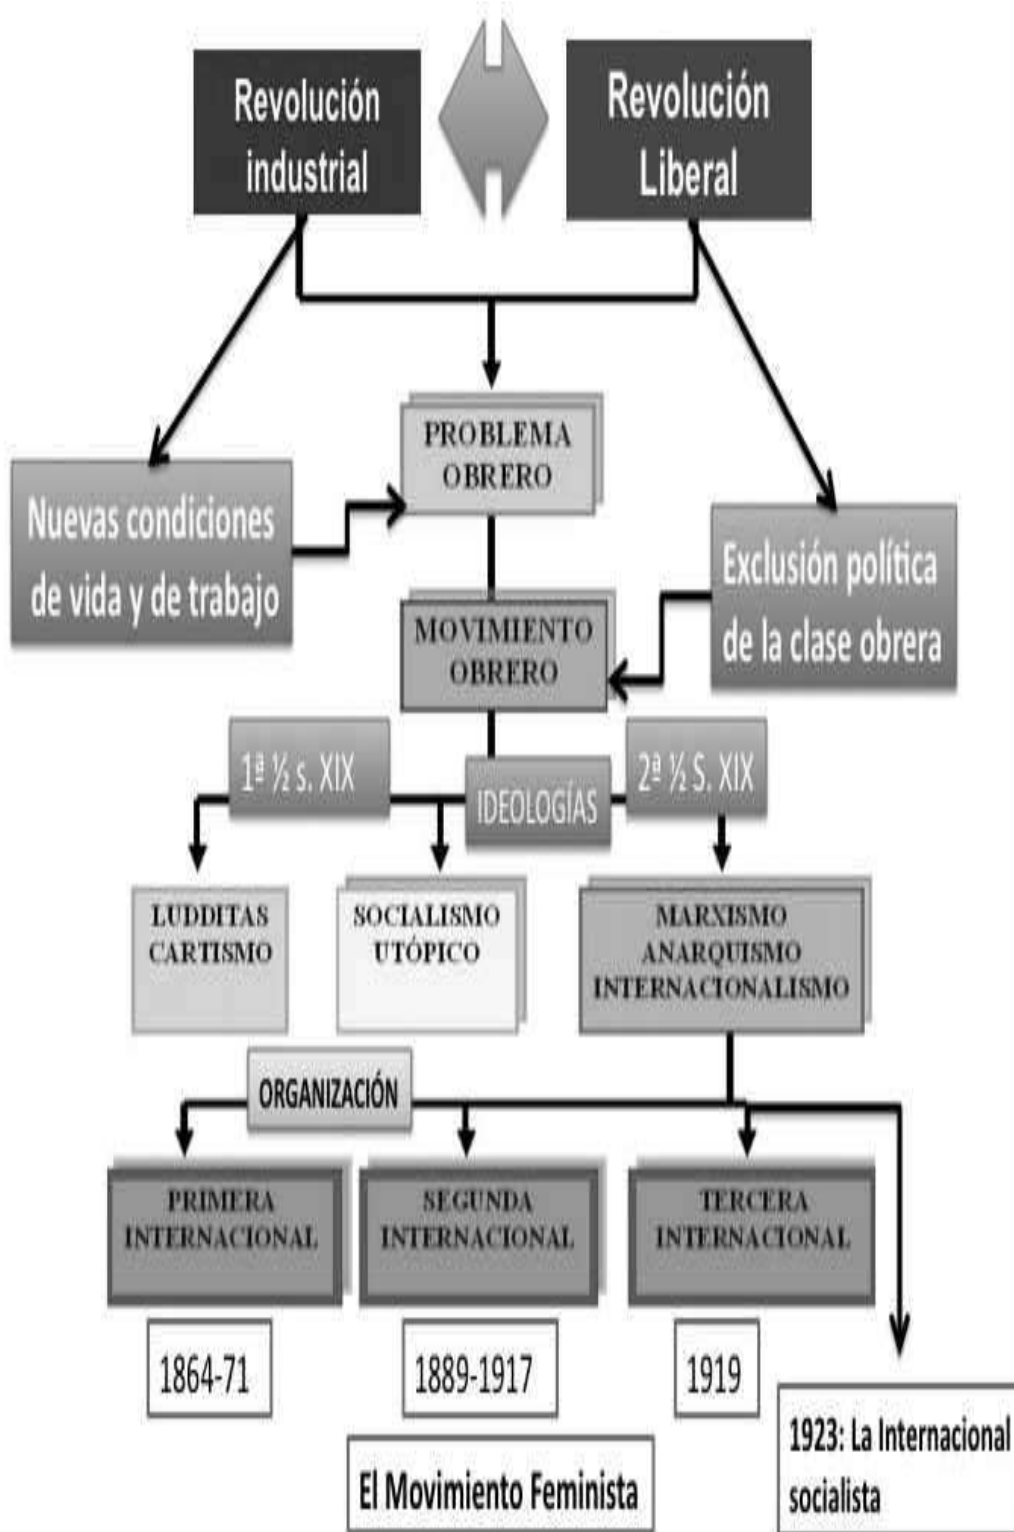 Revolución
industrial
Revolución
Liberal
PROBLEMA
OBRERO
Nuevas condiciones
de vida y de trabajo
Exclusión política
de la clase obrera
MOVIMIENTO
OBRERO
1ª ½ s. XIX
IDEOLOGÍAS
2ª ½ S. XIX
LUDDITAS
CARTISMO
SOCIALISMO
UTÓPICO
MARXISMO
ANARQUISMO
INTERNACIONALISMO
ORGANIZACIÓN
PRIMERA
INTERNACIONAL
SEGUNDA
INTERNACIONAL
TERCERA
INTERNACIONAL
1864-71
1889-1917
1919
1923: La Internacional
socialista
El Movimiento Feminista